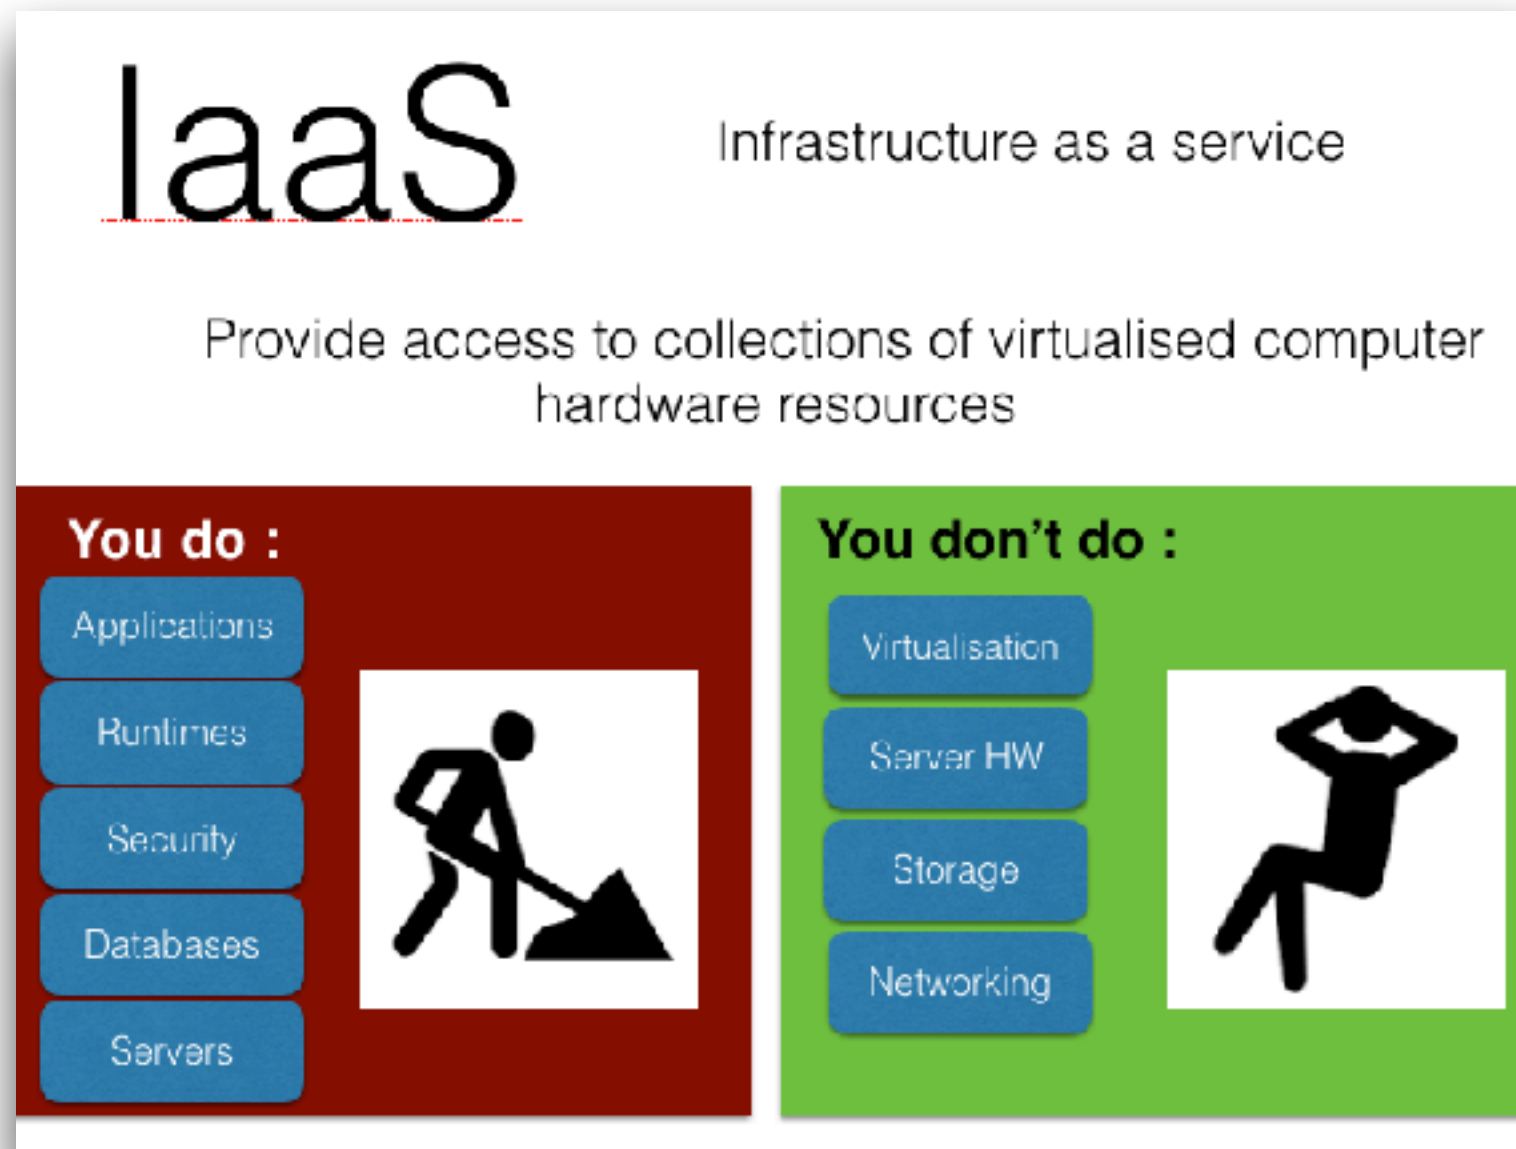 IaaS
Infrastructure as a service
Provide access to collections of virtualised computer
hardware resources
You do :
Applications
Runtimes
Security
Databases
Servers
You don't do :
Virtualisation
Server HW
Storage
Networking